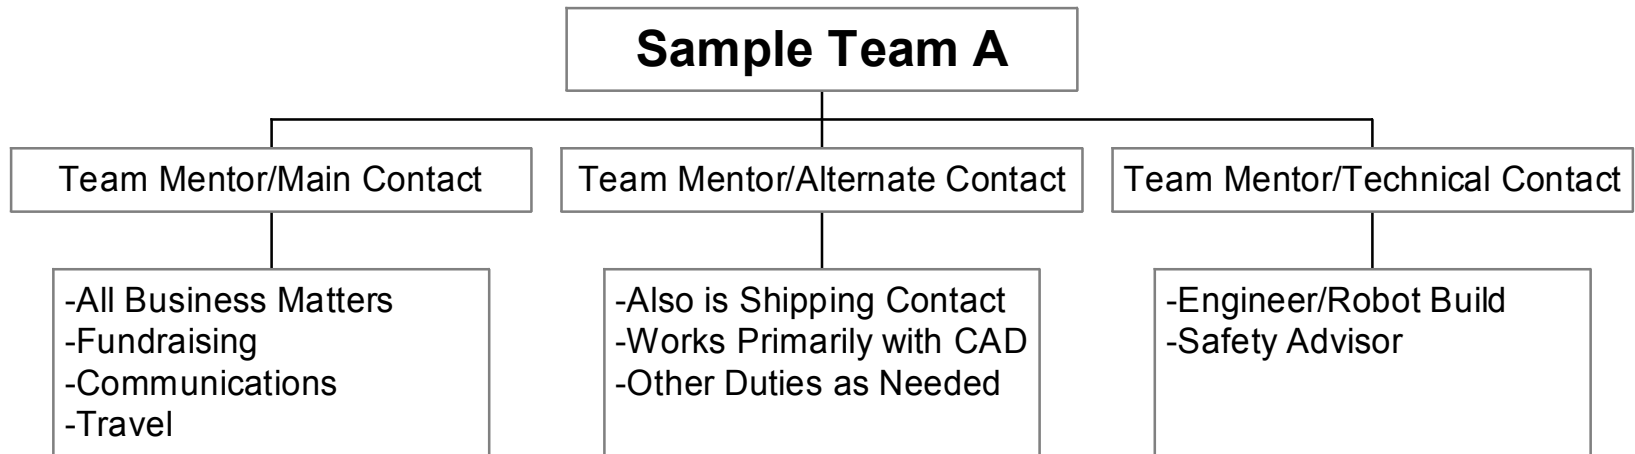 Sample Team A
Team Mentor/Main Contact
Team Mentor/Alternate Contact
Team Mentor/Technical Contact
-All Business Matters
-Fundraising
-Communications
-Travel
-Also is Shipping Contact
-Works Primarily with CAD
-Other Duties as Needed
-Engineer/Robot Build
-Safety Advisor